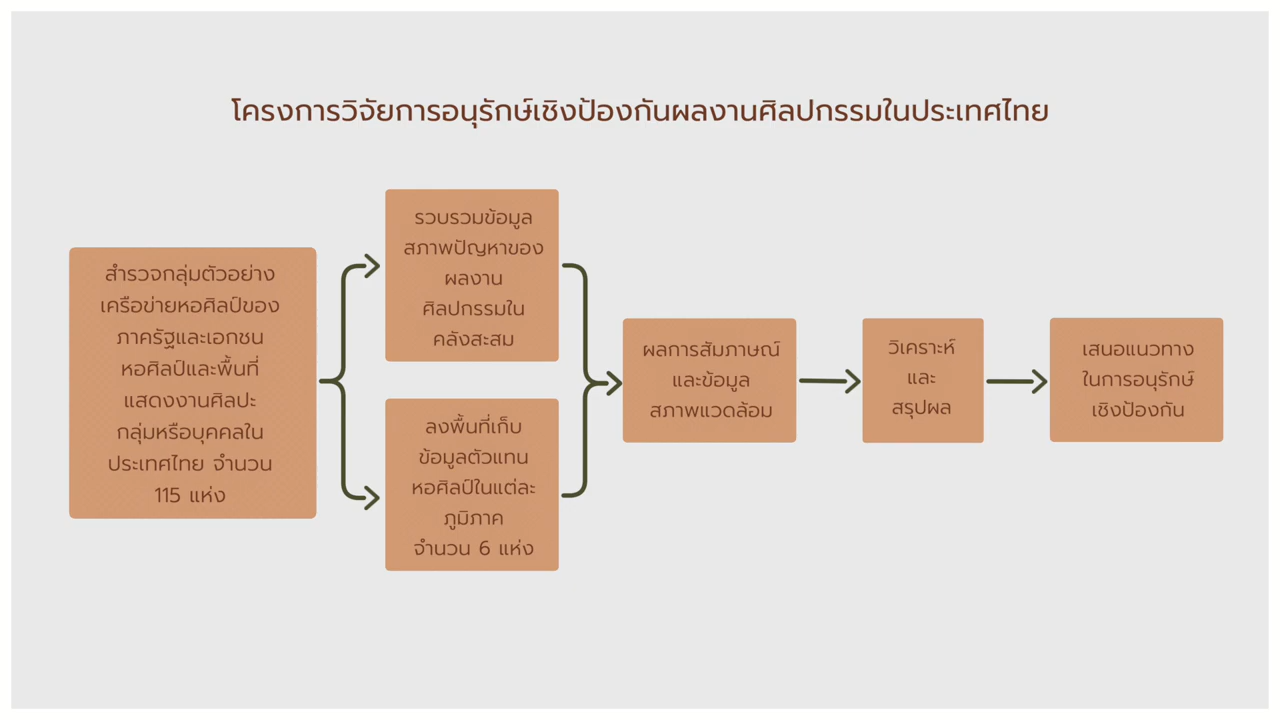 โครงการวิจัยการอนุรักษ์เชิงป้องกันผลงานศิลปกรรมในประเทศไทย
สำรวจกลุ่มตัวอย่าง
เครือข่ายหอศิลป์ของ
ภาครัฐและเอกชน
หอศิลป์และพื้นที่
แสดงงานศิลปะ
กลุ่มหรือบุคคลใน
ประเทศไทย จำนวน
115 แห่ง
รวบรวมข้อมูล
สภาพปัญหาของ
ผลงาน
ศิลปกรรมใน
คลังสะสม
ลงพื้นที่เก็บ
ข้อมูลตัวแทน
หอศิลป์ในแต่ละ
ภูมิภาค
จำนวน 6 แห่ง
ผลการสัมภาษณ์
และข้อมูล
สภาพแวดล้อม
วิเคราะห์
และ
สรุปผล
เสนอแนวทาง
ในการอนุรักษ์
เชิงป้องกัน